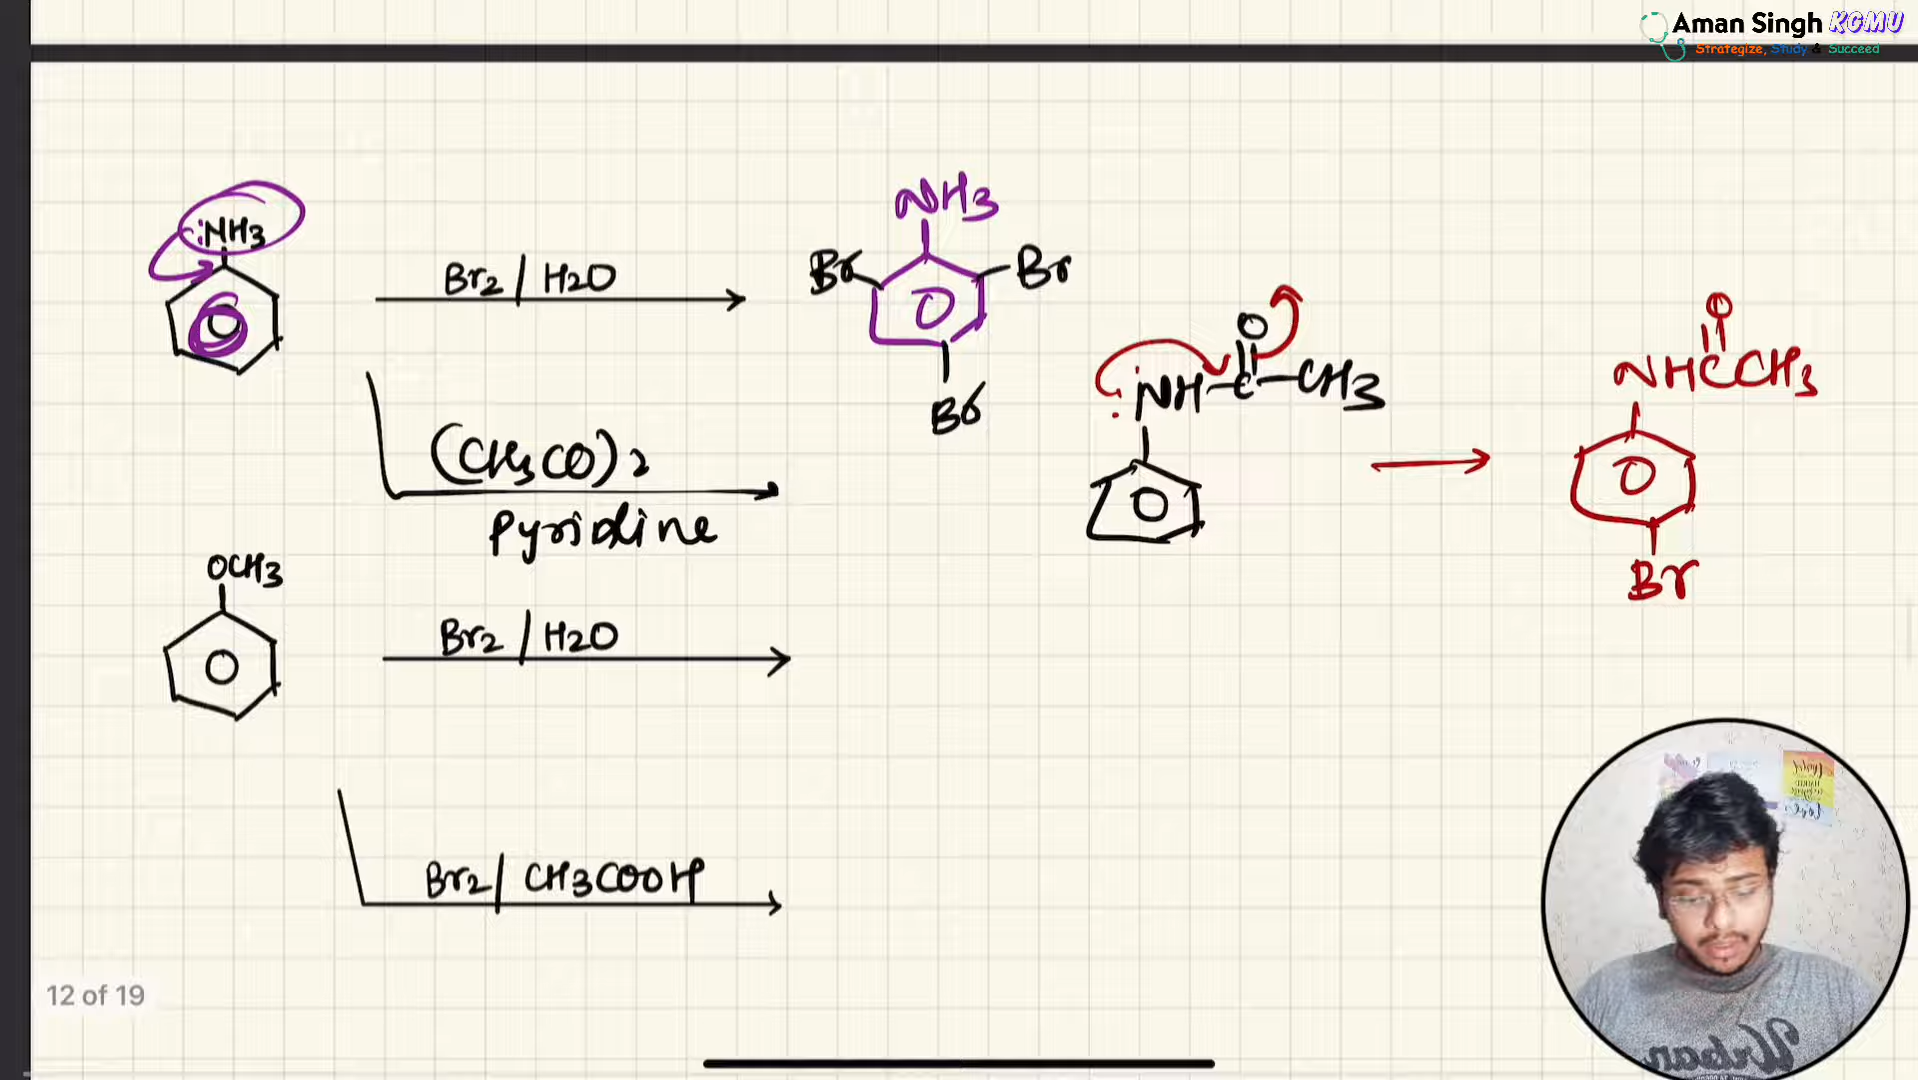 Aman Singh KGMU
Strategize, Study & Succeed
:NH3
Br2 / H2O
NH3
Br
Br
Br
(CH3CO)2
Pyridine
O
NH-C-CH3
O
NHCCH3
Br
OCH3
Br2 / H2O
Br2 / CH3COOH
12 of 19